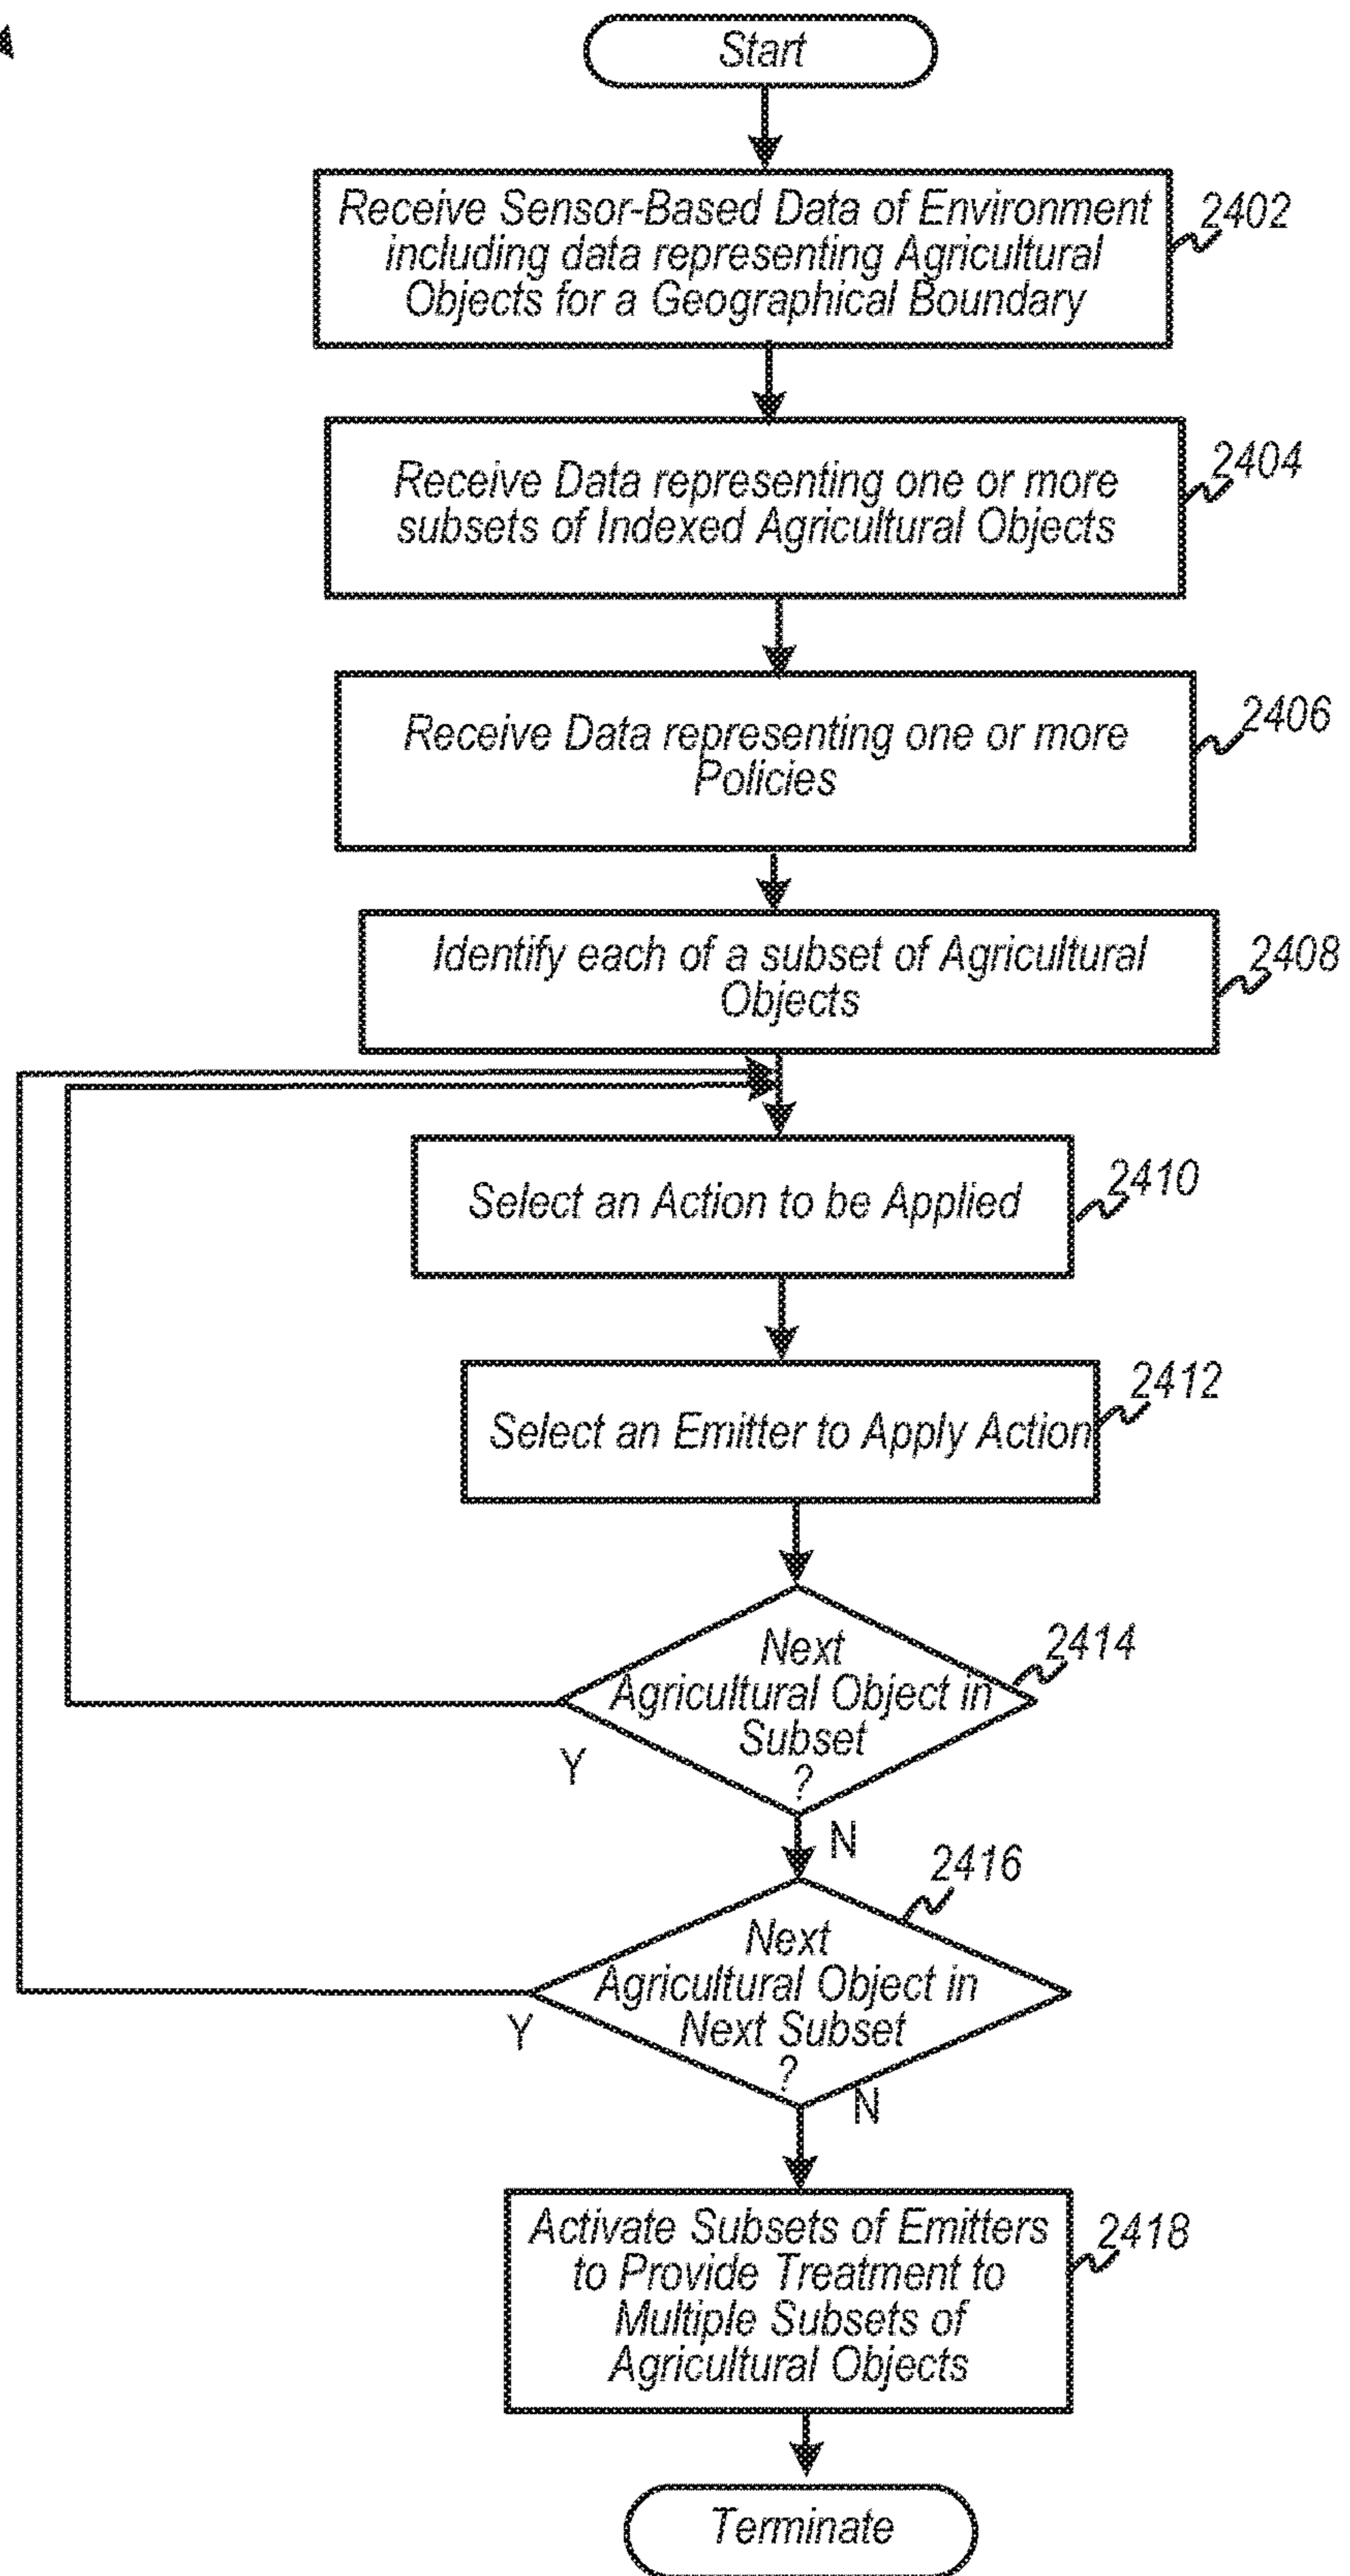 Start
Receive Sensor-Based Data of Environment
including data representing Agricultural
Objects for a Geographical Boundary
2402
Receive Data representing one or more
subsets of Indexed Agricultural Objects
2404
Receive Data representing one or more
Policies
2406
Identify each of a subset of Agricultural
Objects
2408
Select an Action to be Applied
2410
Select an Emitter to Apply Action
2412
Next
Agricultural Object in
Subset
?
2414
Y
N
Next
Agricultural Object in
Next Subset
?
2416
Y
N
Activate Subsets of Emitters
to Provide Treatment to
Multiple Subsets of
Agricultural Objects
2418
Terminate